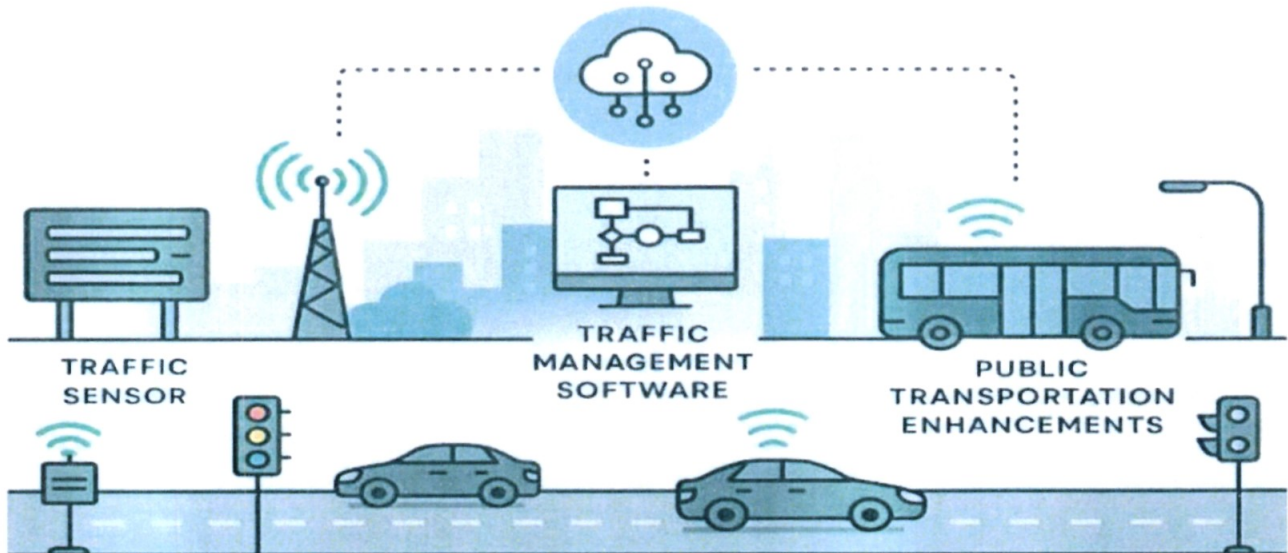 TRAFFIC
SENSOR
TRAFFIC
MANAGEMENT
SOFTWARE
PUBLIC
TRANSPORTATION
ENHANCEMENTS